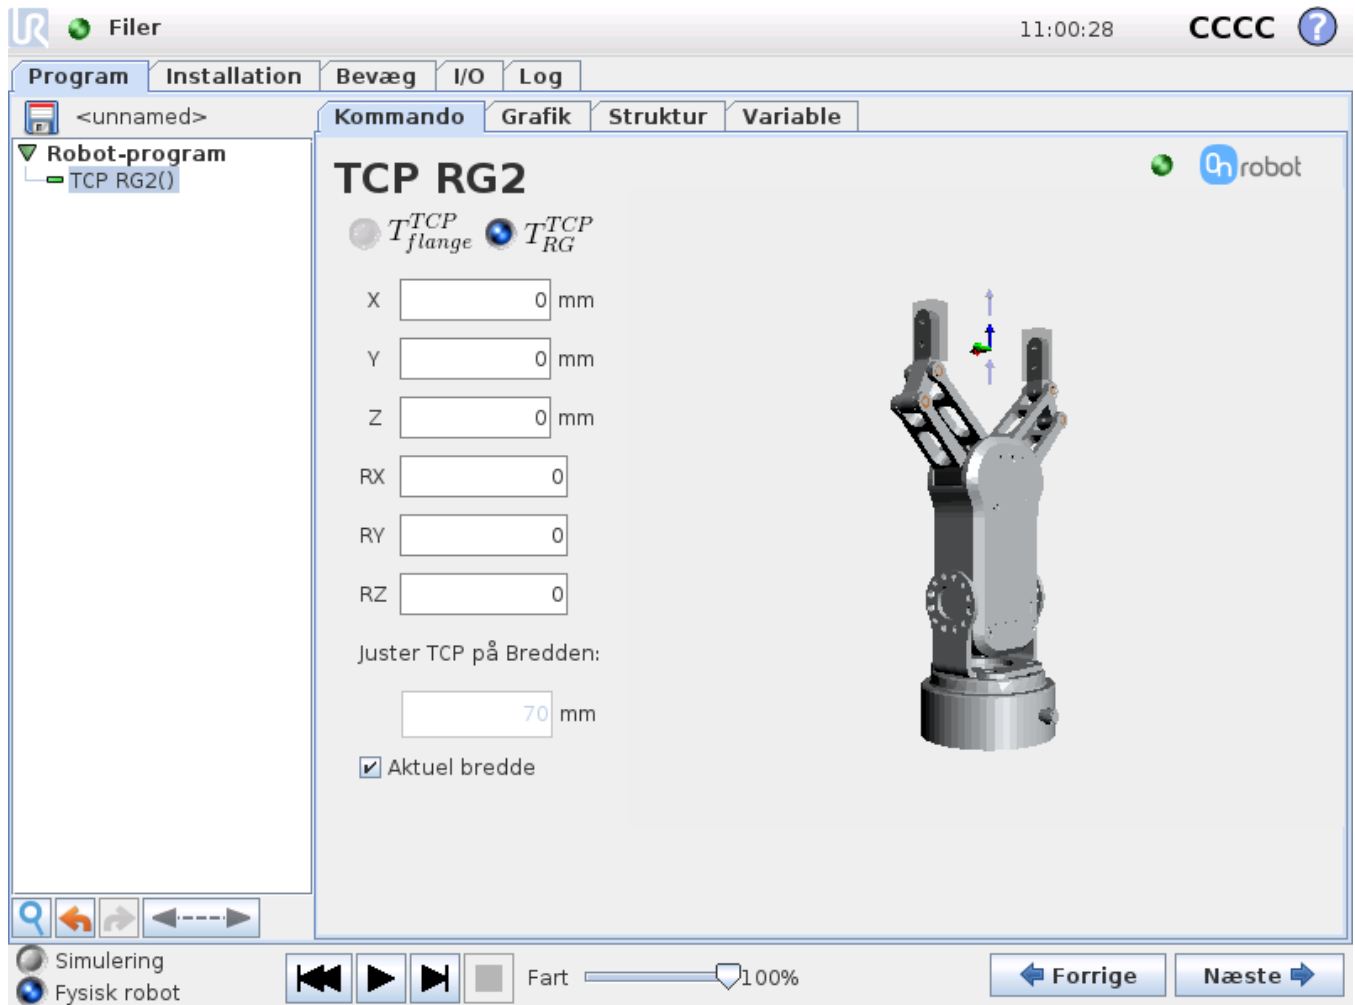 UR Filer 11:00:28 CCCC ?
Program Installation Bevæg I/O Log
<unnamed> Kommando Grafik Struktur Variable
Robot-program
TCP RG2()
TCP RG2
On robot
T TCP flange T TCP RG
X 0 mm
Y 0 mm
Z 0 mm
RX 0
RY 0
RZ 0
Juster TCP på Bredden:
70 mm
Aktuel bredde
Simulering
Fysisk robot
Fart 100%
Forrige Næste